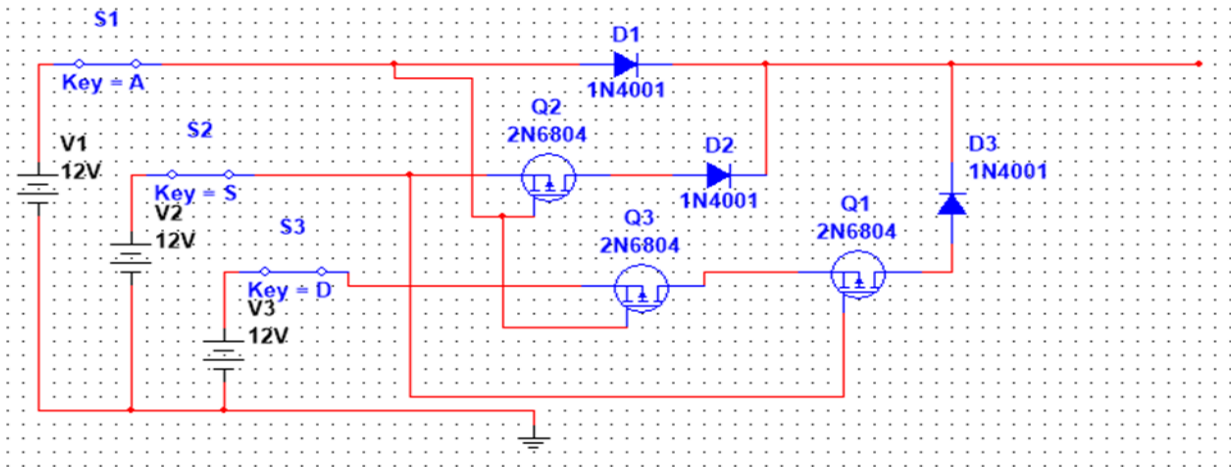 S1
Key = A
D1
1N4001
Q2
2N6804
V1
12V
S2
Key = S
D2
1N4001
D3
1N4001
V2
12V
S3
Key = D
Q3
2N6804
Q1
2N6804
V3
12V